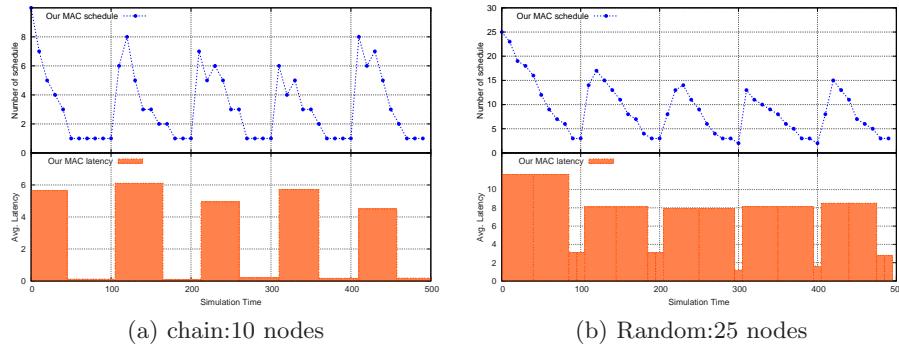 Our MAC schedule
Number of schedule
8
6
4
2
0
Our MAC latency
Avg. Latency
6
4
2
0
0
100
200
300
400
500
Simulation Time
(a) chain:10 nodes
30
Our MAC schedule
25
20
15
10
5
0
Number of schedule
Our MAC latency
10
8
6
4
2
0
Avg. Latency
0
100
200
300
400
50
Simulation Time
(b) Random:25 nodes